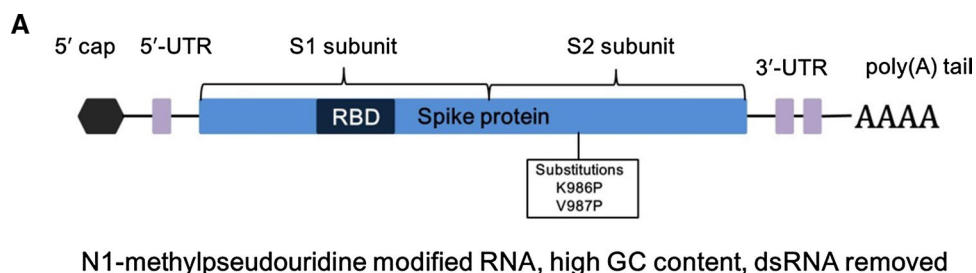 A
5′ cap 5′-UTR S1 subunit S2 subunit 3′-UTR poly(A) tail
RBD Spike protein AAAA
Substitutions
K986P
V987P
N1-methylpseudouridine modified RNA, high GC content, dsRNA removed